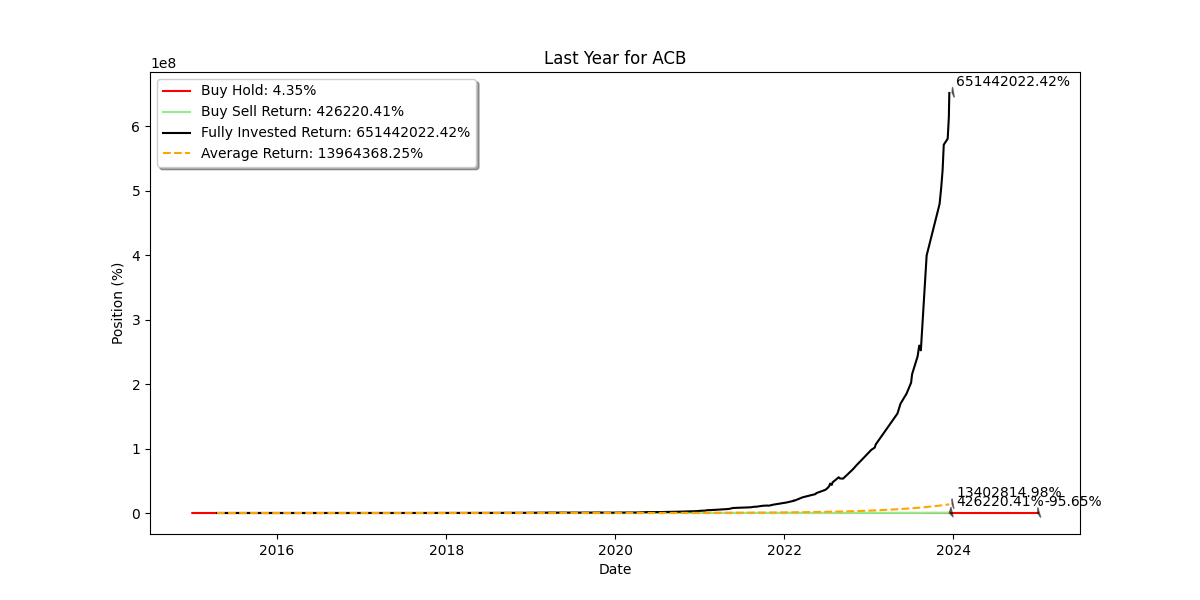 Last Year for ACB
1e8
Buy Hold: 4.35%
Buy Sell Return: 426220.41%
Fully Invested Return: 651442022.42%
Average Return: 13964368.25%
651442022.42%
13402814.98%
426220.41%
-95.65%
Position (%)
6
5
4
3
2
1
0
2016
2018
2020
2022
2024
Date